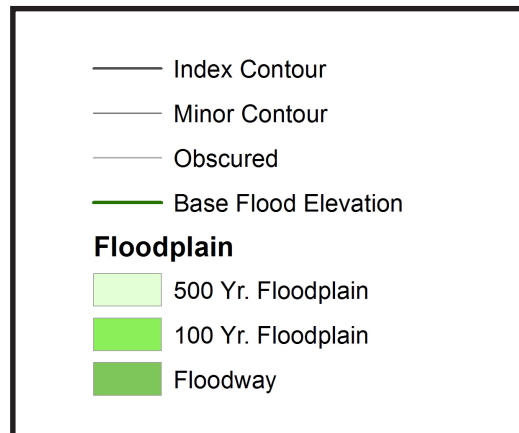 Index Contour
Minor Contour
Obscured
Base Flood Elevation
Floodplain
500 Yr. Floodplain
100 Yr. Floodplain
Floodway